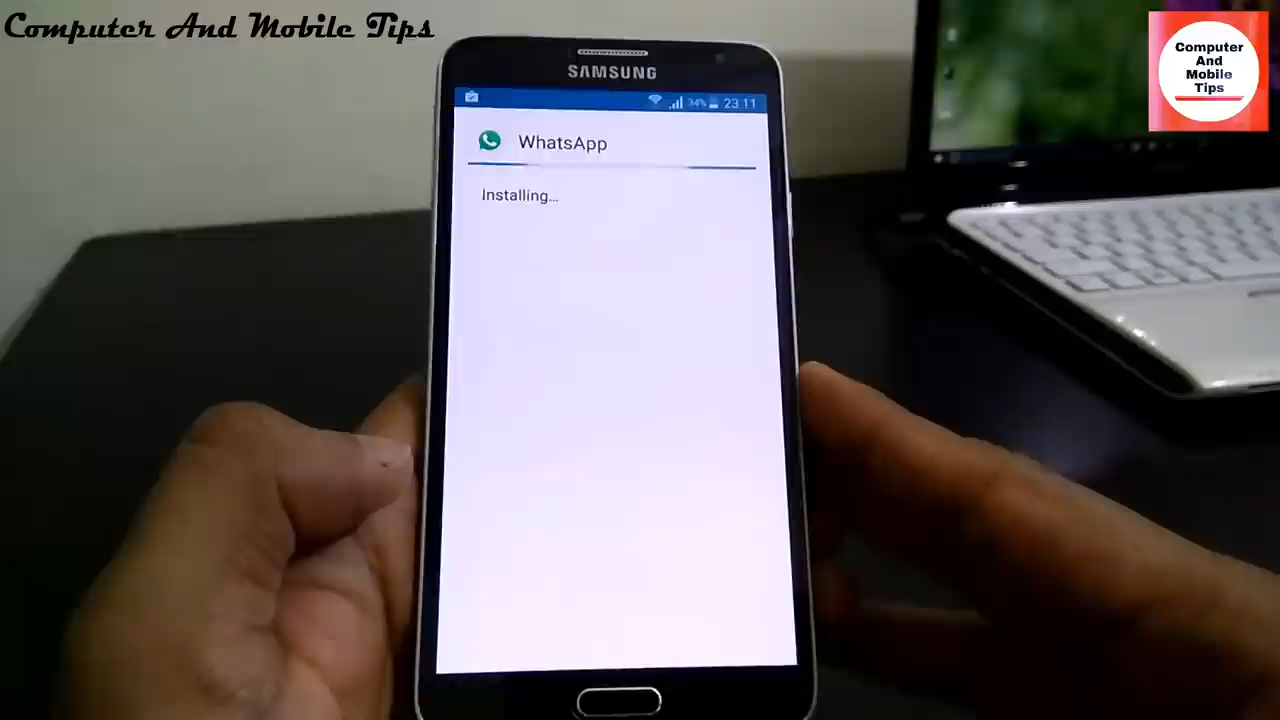 Computer And Mobile Tips
Computer
And
Mobile
Tips
SAMSUNG
34% 23:11
WhatsApp
Installing...